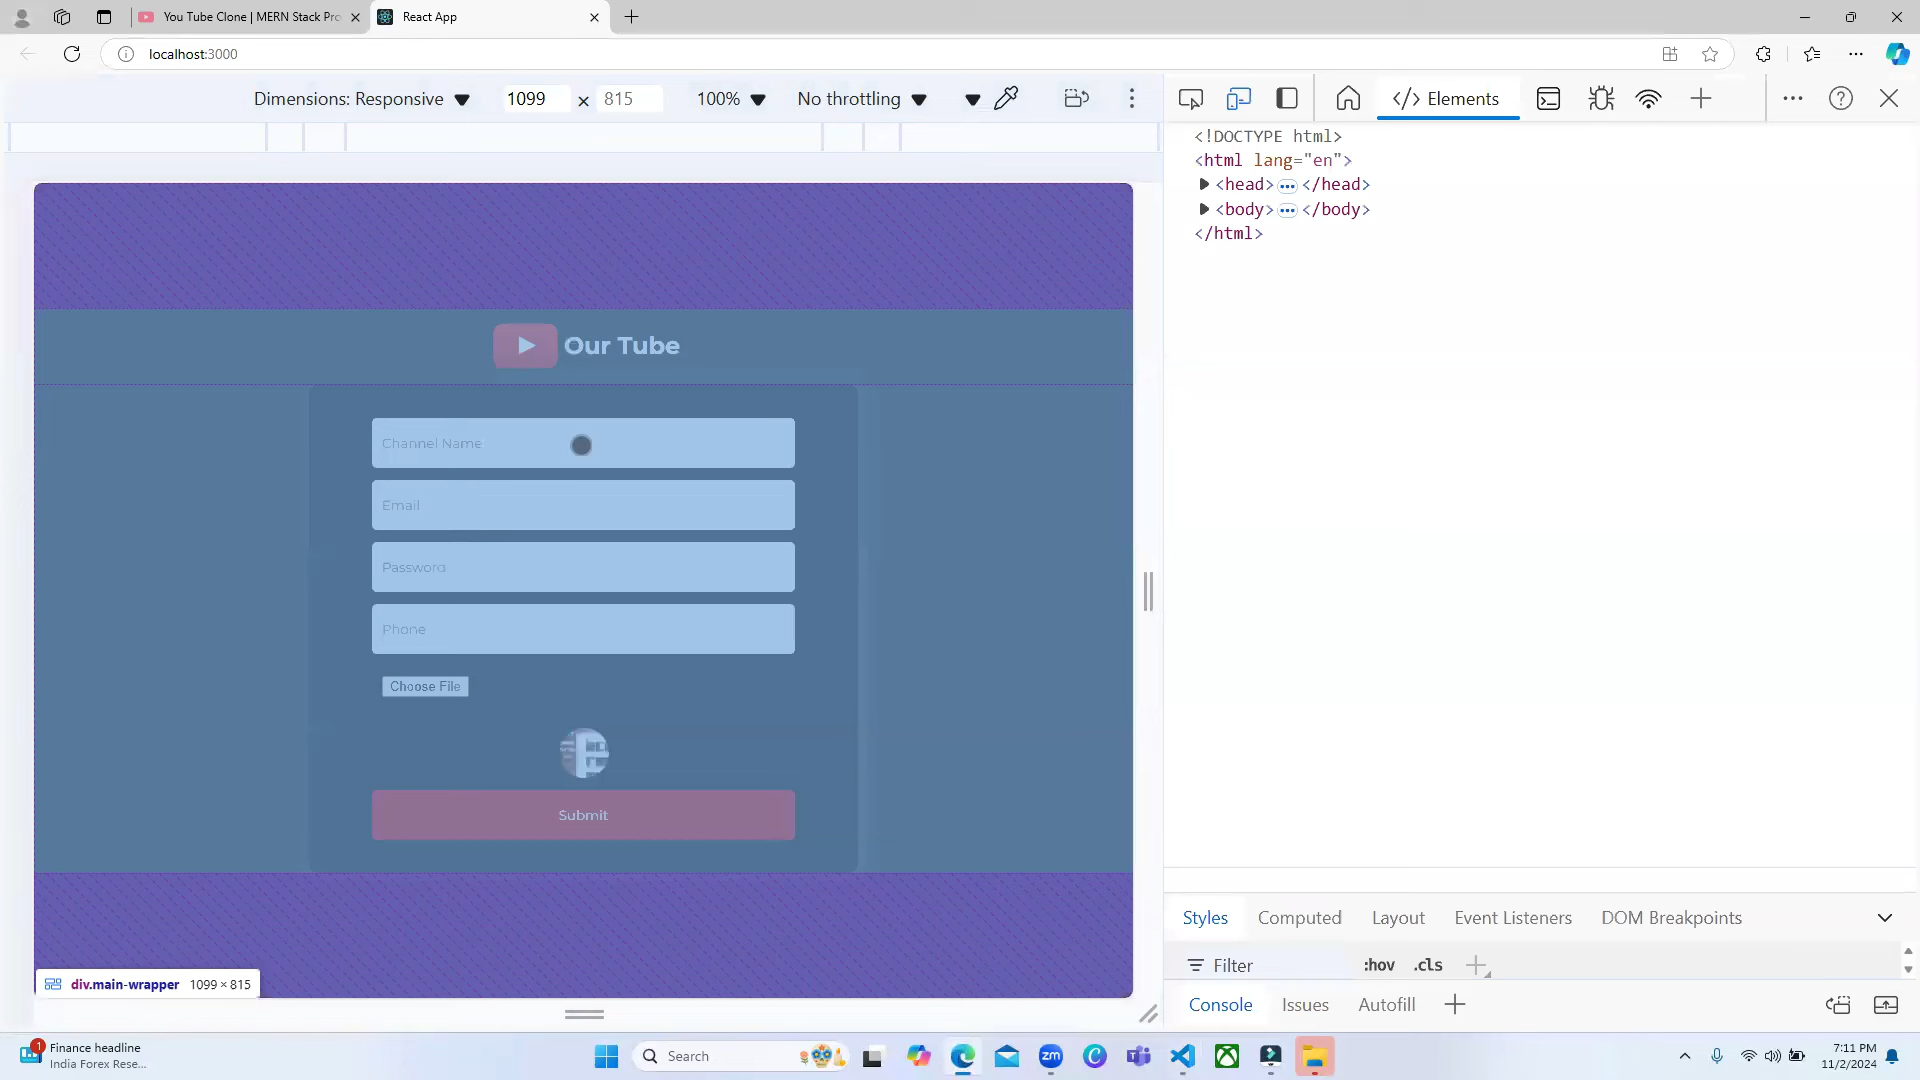 You Tube Clone | MERN Stack Pro
React App
localhost:3000
Dimensions: Responsive
1099
×
815
100%
No throttling
Elements
<!DOCTYPE html>
<html lang="en">
<head> ••• </head>
<body> ••• </body>
</html>
Our Tube
Channel Name
Email
Password
Phone
Choose File
Submit
div.main-wrapper 1099 × 815
Styles
Computed
Layout
Event Listeners
DOM Breakpoints
Filter
:hov
.cls
Console
Issues
Autofill
1
Finance headline
India Forex Rese...
Search
zm
7:11 PM
11/2/2024